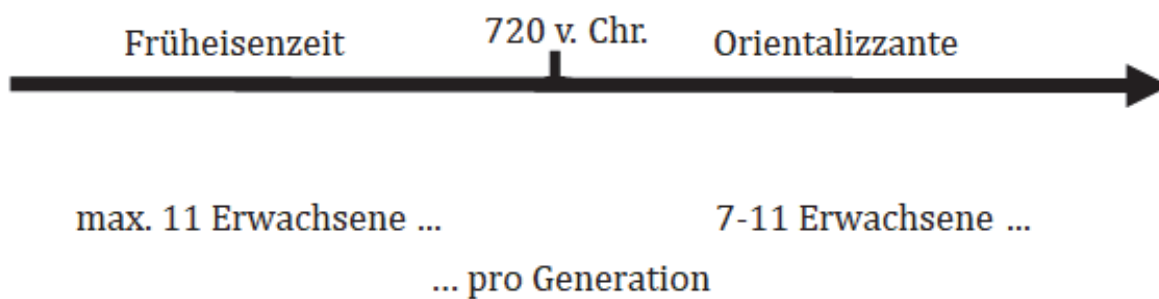 Früheisenzeit 720 v. Chr. Orientalizzante
max. 11 Erwachsene ... 7-11 Erwachsene ...
... pro Generation